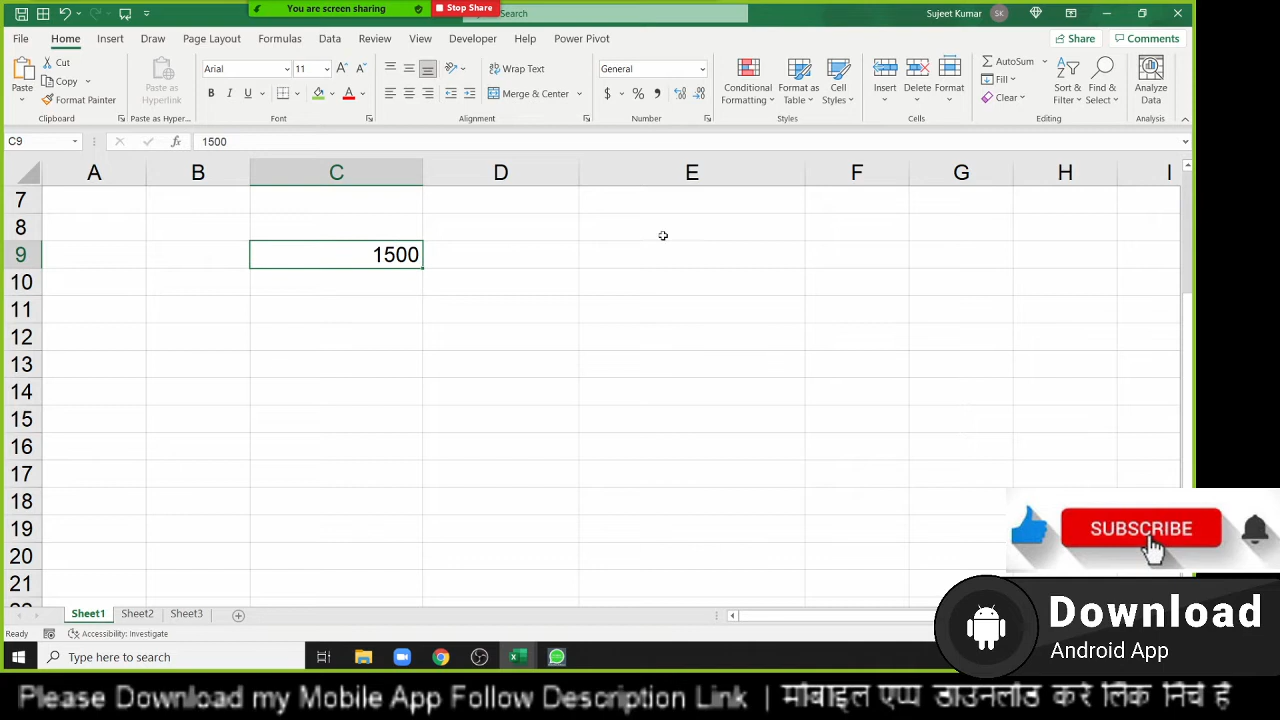 You are screen sharing
Stop Share
Search
Sujeet Kumar
SK
File Home Insert Draw Page Layout Formulas Data Review View Developer Help Power Pivot
Share
Comments
Paste
Cut
Copy
Format Painter
Clipboard
Paste as Hyperlink
Paste as Hyper...
Arial
11
B I U
Font
Wrap Text
Merge & Center
Alignment
General
$ % ,
Number
Conditional Formatting
Format as Table
Cell Styles
Styles
Insert
Delete
Format
Cells
AutoSum
Fill
Clear
Sort & Filter
Find & Select
Editing
Analyze Data
Analysis
C9
fx
1500
A B C D E F G H I
7
8
9 1500
10
11
12
13
14
15
16
17
18
19
20
21
SUBSCRIBE
Sheet1 Sheet2 Sheet3
Ready
Accessibility: Investigate
Type here to search
Download
Android App
Please Download my Mobile App Follow Description Link | मोबाइल एप्प डाउनलोड करे लिंक निचे है